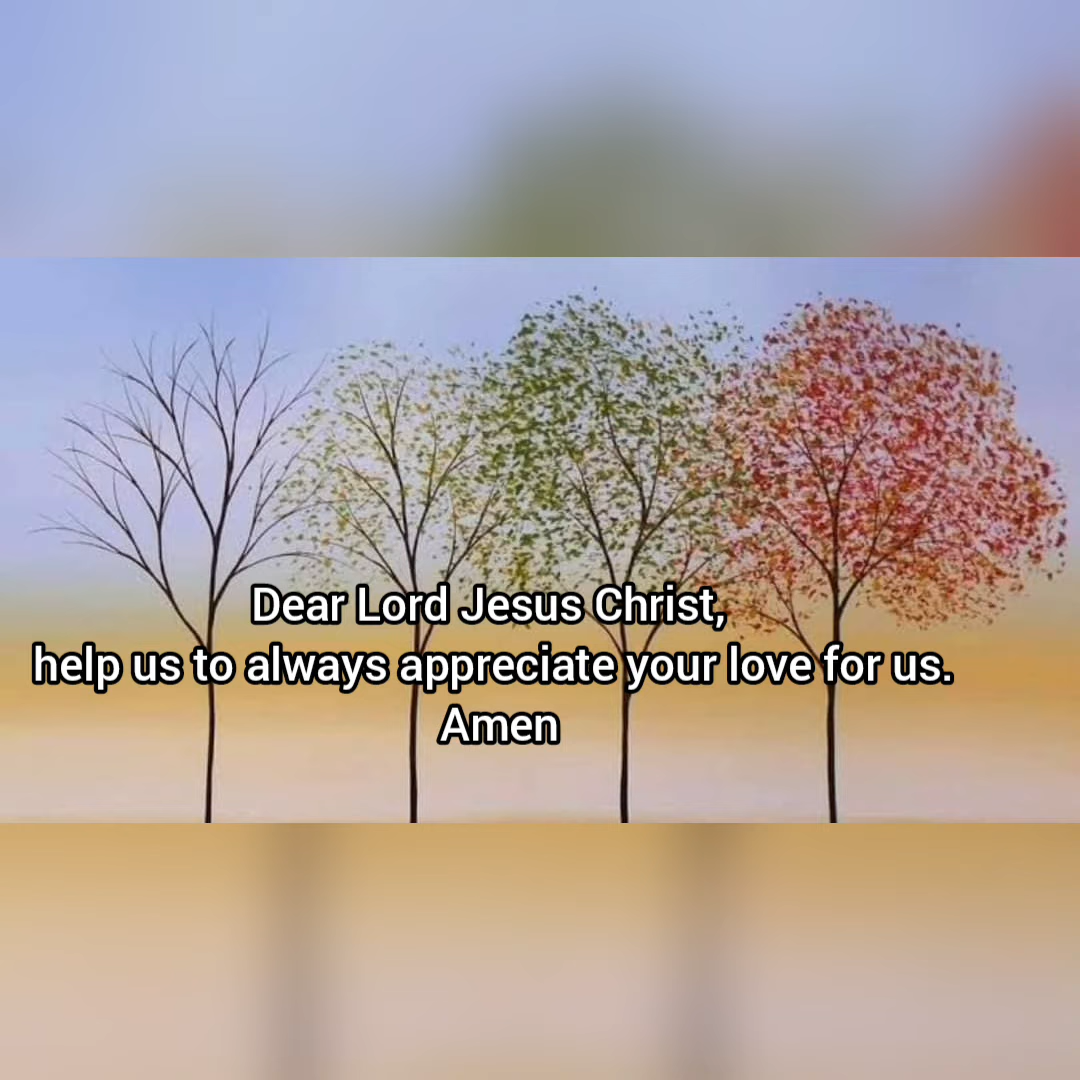 Dear Lord Jesus Christ,
help us to always appreciate your love for us.
Amen